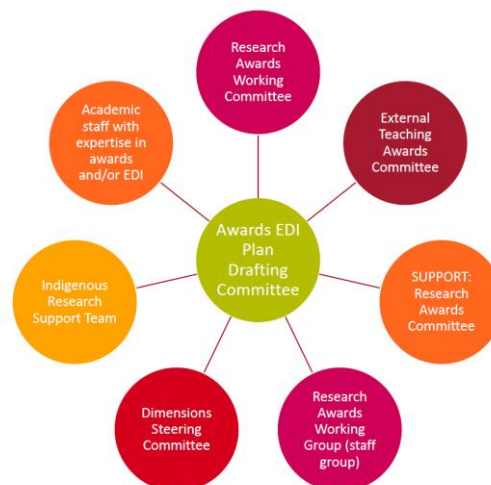 Research
Awards
Working
Committee
External
Teaching
Awards
Committee
SUPPORT:
Research
Awards
Committee
Research
Awards
Working
Group (staff
group)
Dimensions
Steering
Committee
Indigenous
Research
Support Team
Academic
staff with
expertise in
awards
and/or EDI
Awards EDI
Plan
Drafting
Committee